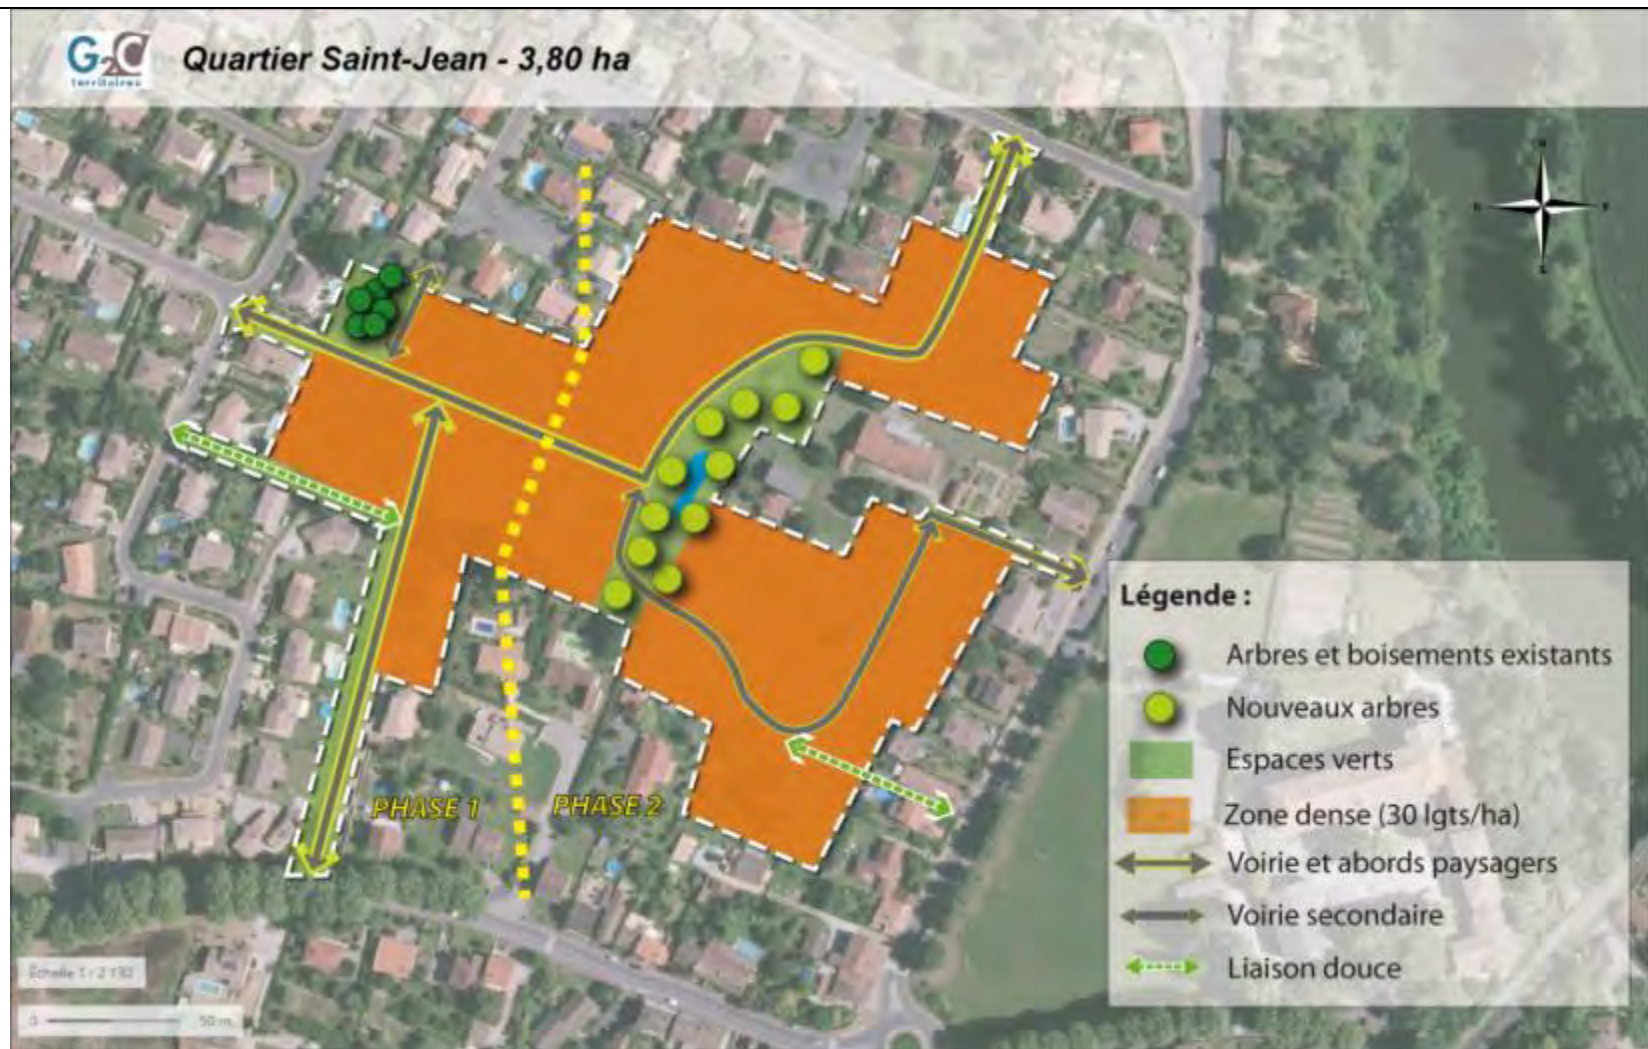 G2C
territoires
Quartier Saint-Jean - 3,80 ha
N
S
PHASE 1
PHASE 2
Légende :
Arbres et boisements existants
Nouveaux arbres
Espaces verts
Zone dense (30 lgts/ha)
Voirie et abords paysagers
Voirie secondaire
Liaison douce
Échelle 1 : 2 132
0 50 m